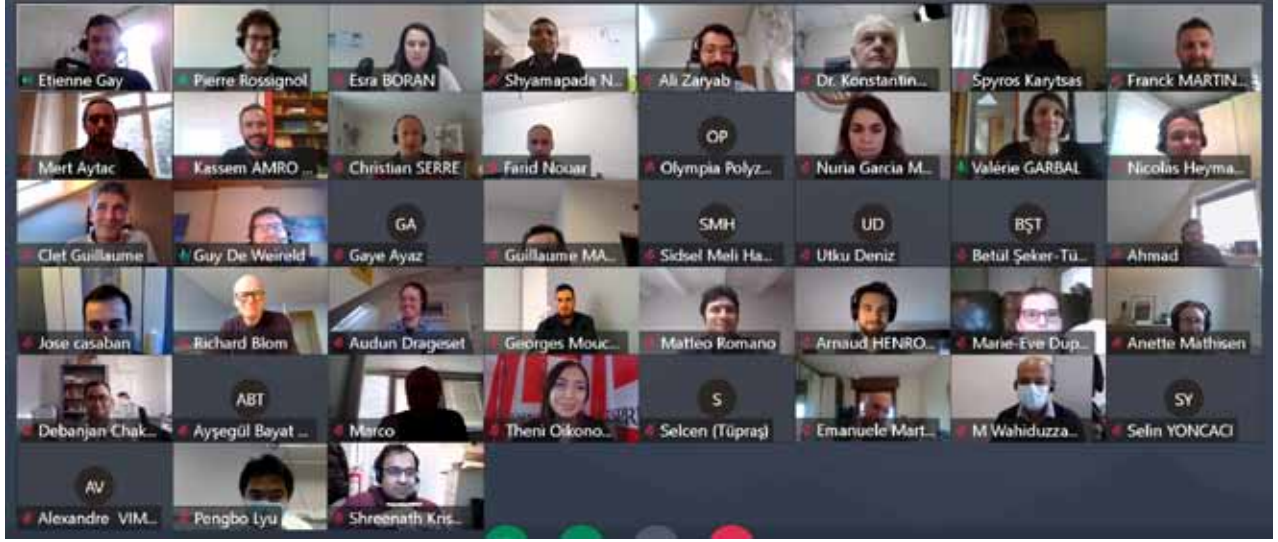 Etienne Gay
Pierre Rossignol
Esra BORAN
Shyamapada N...
Ali Zaryab
Dr. Konstantin...
Spyros Karytsas
Franck MARTIN...
Mert Aytac
Kassem AMRO ...
Christian SERRE
Farid Nouar
OP
Olympia Polyz...
Nuria Garcia M...
Valérie GARBAL
Nicolas Heyma...
Clet Guillaume
Guy De Weireld
GA
Gaye Ayaz
Guillaume MA...
SMH
Sidsel Meli Ha...
UD
Utku Deniz
BŞT
Betül Şeker-Tü...
Ahmad
Jose casaban
Richard Blom
Audun Drageset
Georges Mouc...
Matteo Romano
Arnaud HENRO...
Marie-Eve Dup...
Anette Mathisen
Debanjan Chak...
ABT
Ayşegül Bayat ...
Marco
Theni Oikono...
S
Selcen (Tüpraş)
Emanuele Mart...
M Wahiduzza...
SY
Selin YONCACI
AV
Alexandre VIM...
Pengbo Lyu
Shreenath Kris...